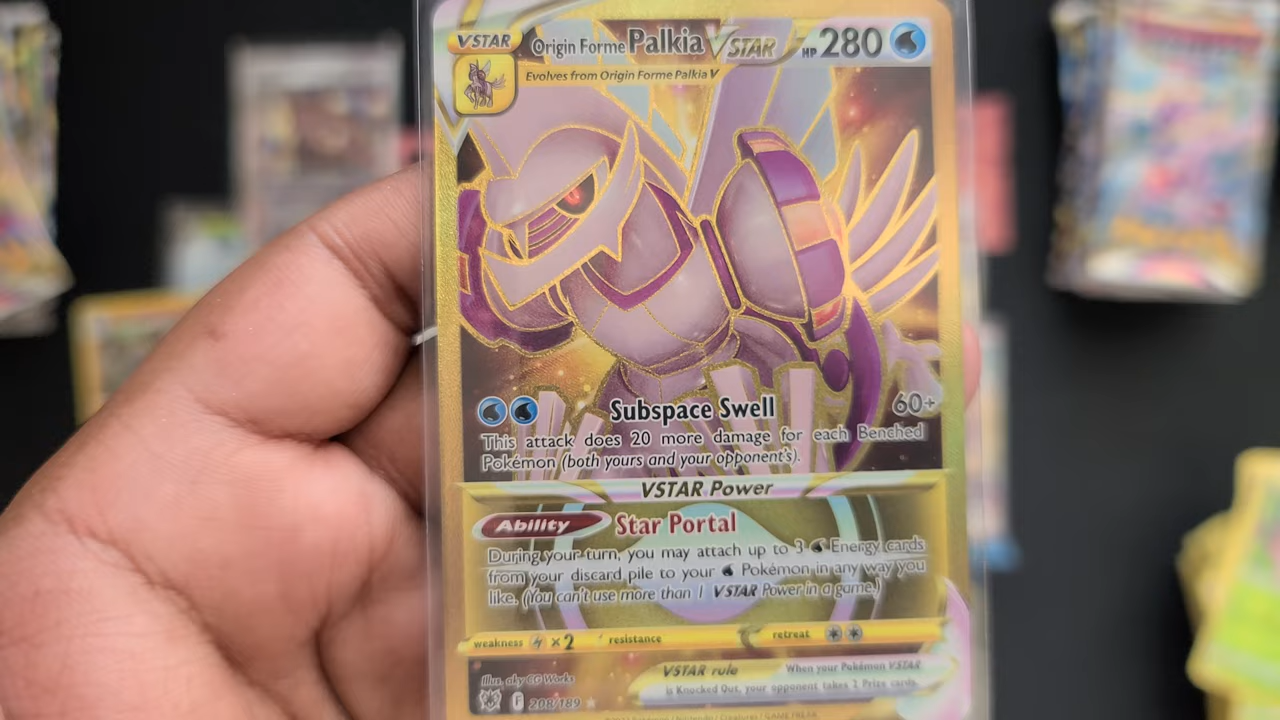 VSTAR Origin Forme Palkia VSTAR HP 280
Evolves from Origin Forme Palkia V
Subspace Swell 60+
This attack does 20 more damage for each Benched
Pokémon (both yours and your opponent's).
VSTAR Power
Ability Star Portal
During your turn, you may attach up to 3 Energy cards
from your discard pile to your Pokémon in any way you
like. (You can't use more than 1 VSTAR Power in a game.)
weakness ×2 resistance retreat
VSTAR rule When your Pokémon VSTAR
is Knocked Out, your opponent takes 2 Prize cards.
Illus. aky CG Works
F 208/189